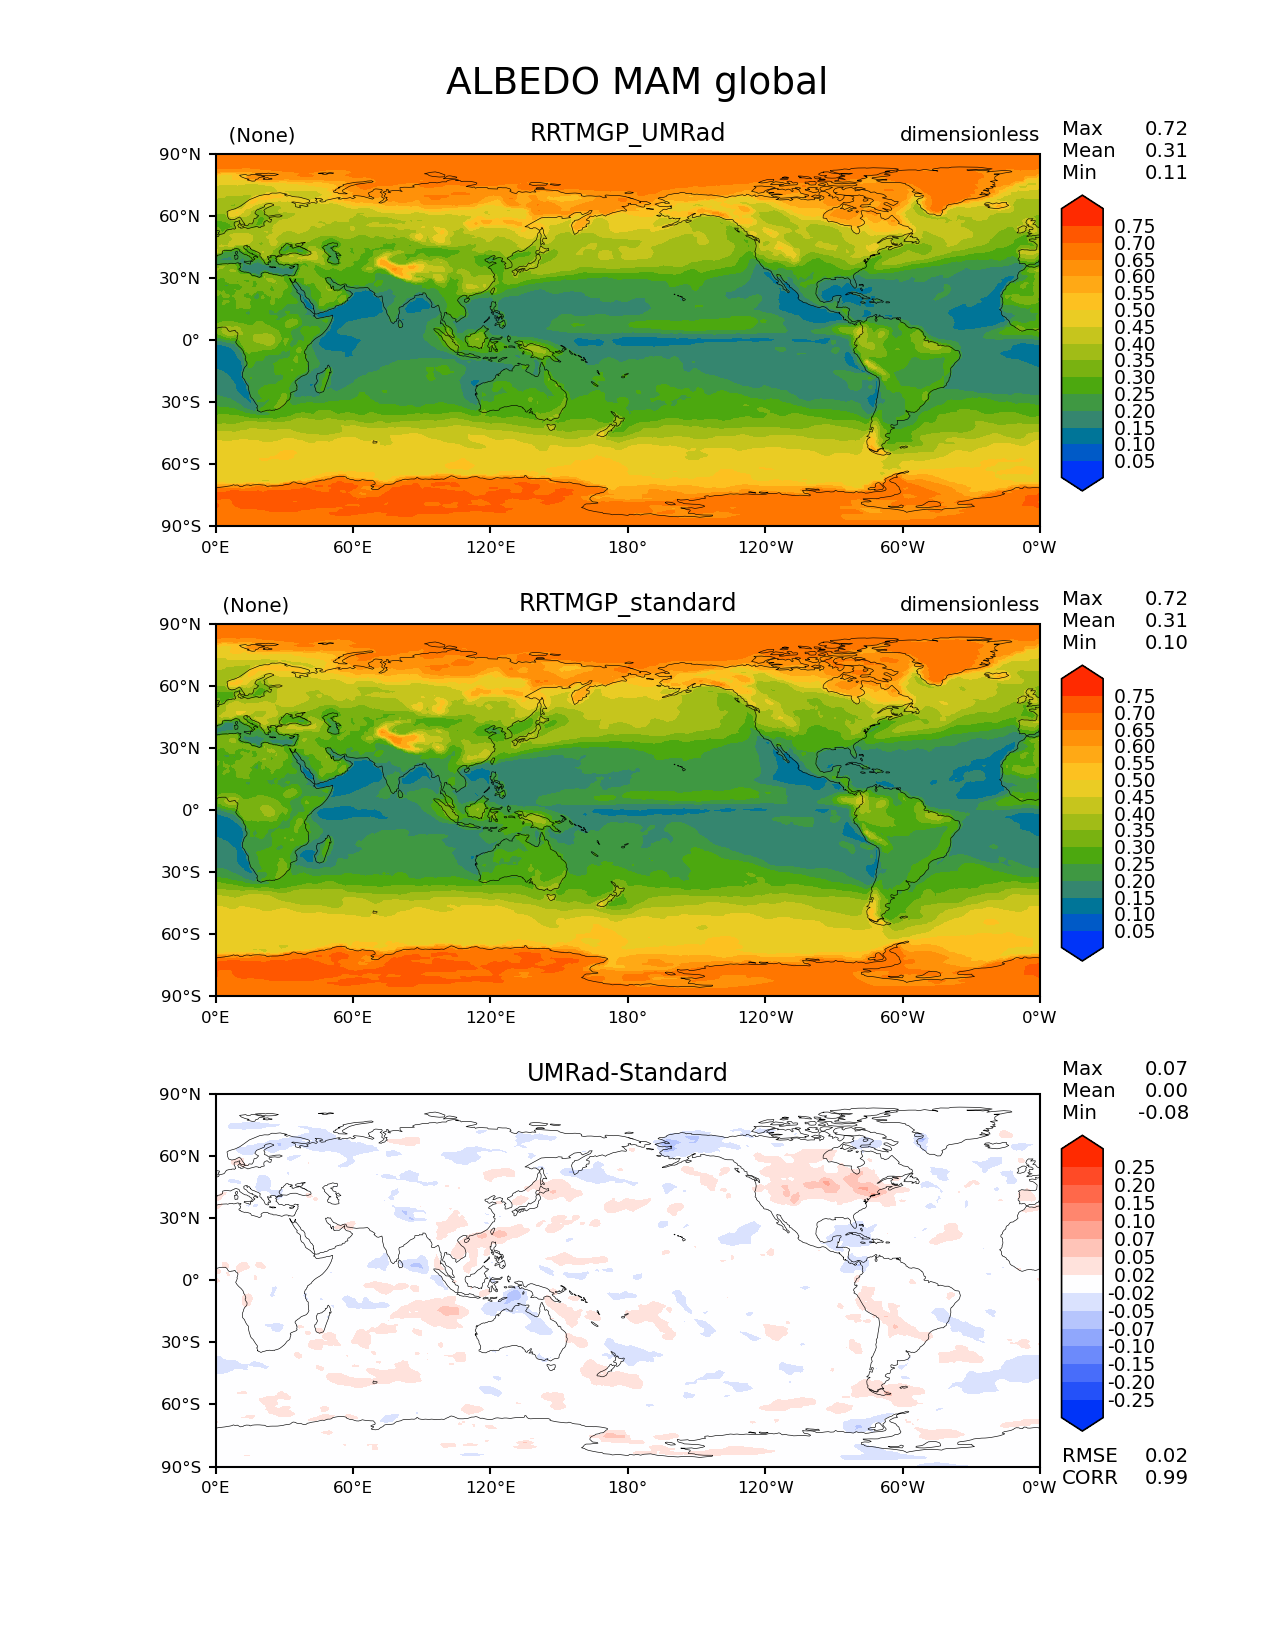 ALBEDO MAM global
(None) RRTMGP_UMRad dimensionless
Max 0.72
Mean 0.31
Min 0.11
90°N
60°N
30°N
0°
30°S
60°S
90°S
0°E 60°E 120°E 180° 120°W 60°W 0°W
0.75
0.70
0.65
0.60
0.55
0.50
0.45
0.40
0.35
0.30
0.25
0.20
0.15
0.10
0.05
(None) RRTMGP_standard dimensionless
Max 0.72
Mean 0.31
Min 0.10
90°N
60°N
30°N
0°
30°S
60°S
90°S
0°E 60°E 120°E 180° 120°W 60°W 0°W
0.75
0.70
0.65
0.60
0.55
0.50
0.45
0.40
0.35
0.30
0.25
0.20
0.15
0.10
0.05
UMRad-Standard
Max 0.07
Mean 0.00
Min -0.08
90°N
60°N
30°N
0°
30°S
60°S
90°S
0°E 60°E 120°E 180° 120°W 60°W 0°W
0.25
0.20
0.15
0.10
0.07
0.05
0.02
-0.02
-0.05
-0.07
-0.10
-0.15
-0.20
-0.25
RMSE 0.02
CORR 0.99